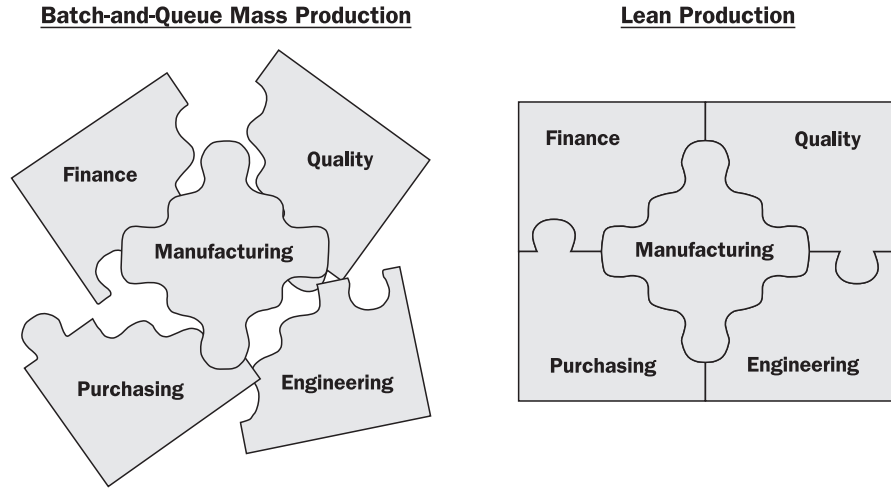 Batch-and-Queue Mass Production
Finance
Quality
Manufacturing
Purchasing
Engineering
Lean Production
Finance
Quality
Manufacturing
Purchasing
Engineering